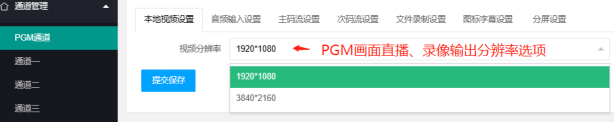 通道管理
PGM通道
通道一
通道二
通道三
本地视频设置 音频输入设置 主码流设置 次码流设置 文件录制设置 图标字幕设置 分屏设置
视频分辨率 1920*1080 PGM画面直播、录像输出分辨率选项
1920*1080
3840*2160
提交保存